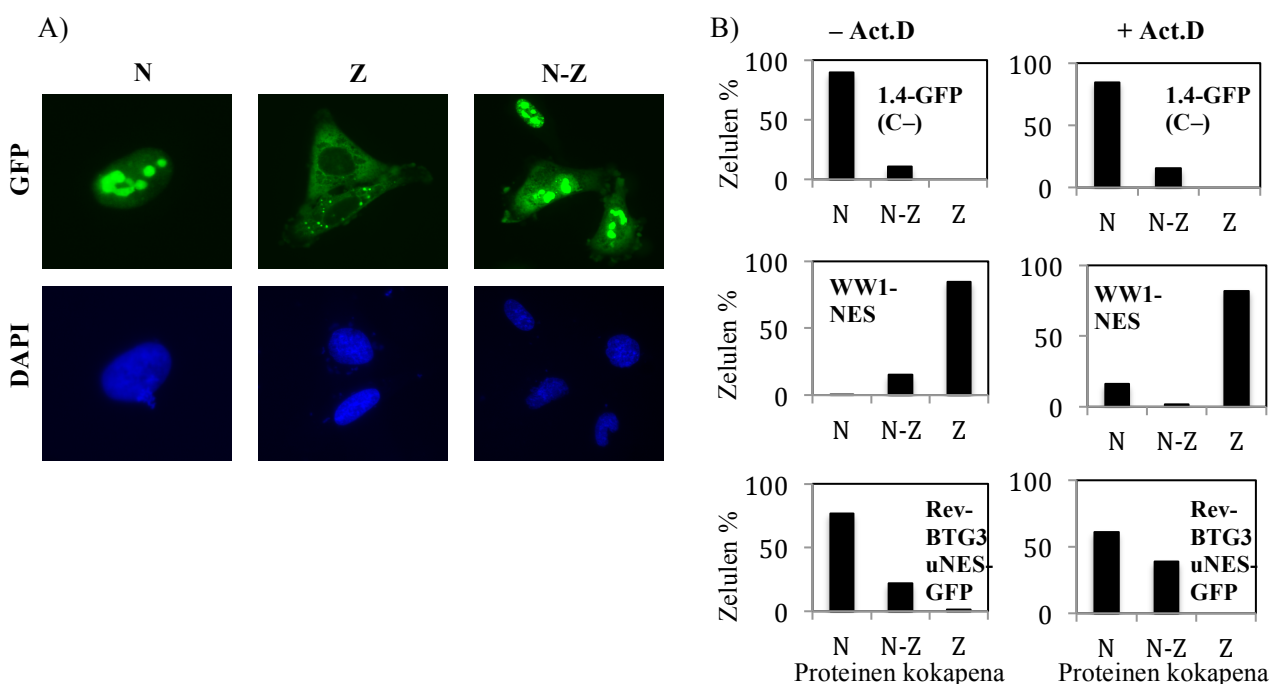 A)
N Z N-Z
GFP
DAPI
B)
– Act.D + Act.D
Zelulen %
100
50
0
1.4-GFP
(C–)
N N-Z Z
100
50
0
1.4-GFP
(C–)
N N-Z Z
Zelulen %
100
50
0
WW1-
NES
N N-Z Z
100
50
0
WW1-
NES
N N-Z Z
Zelulen %
100
50
0
Rev-
BTG3
uNES-
GFP
N N-Z Z
Proteinen kokapena
100
50
0
Rev-
BTG3
uNES-
GFP
N N-Z Z
Proteinen kokapena